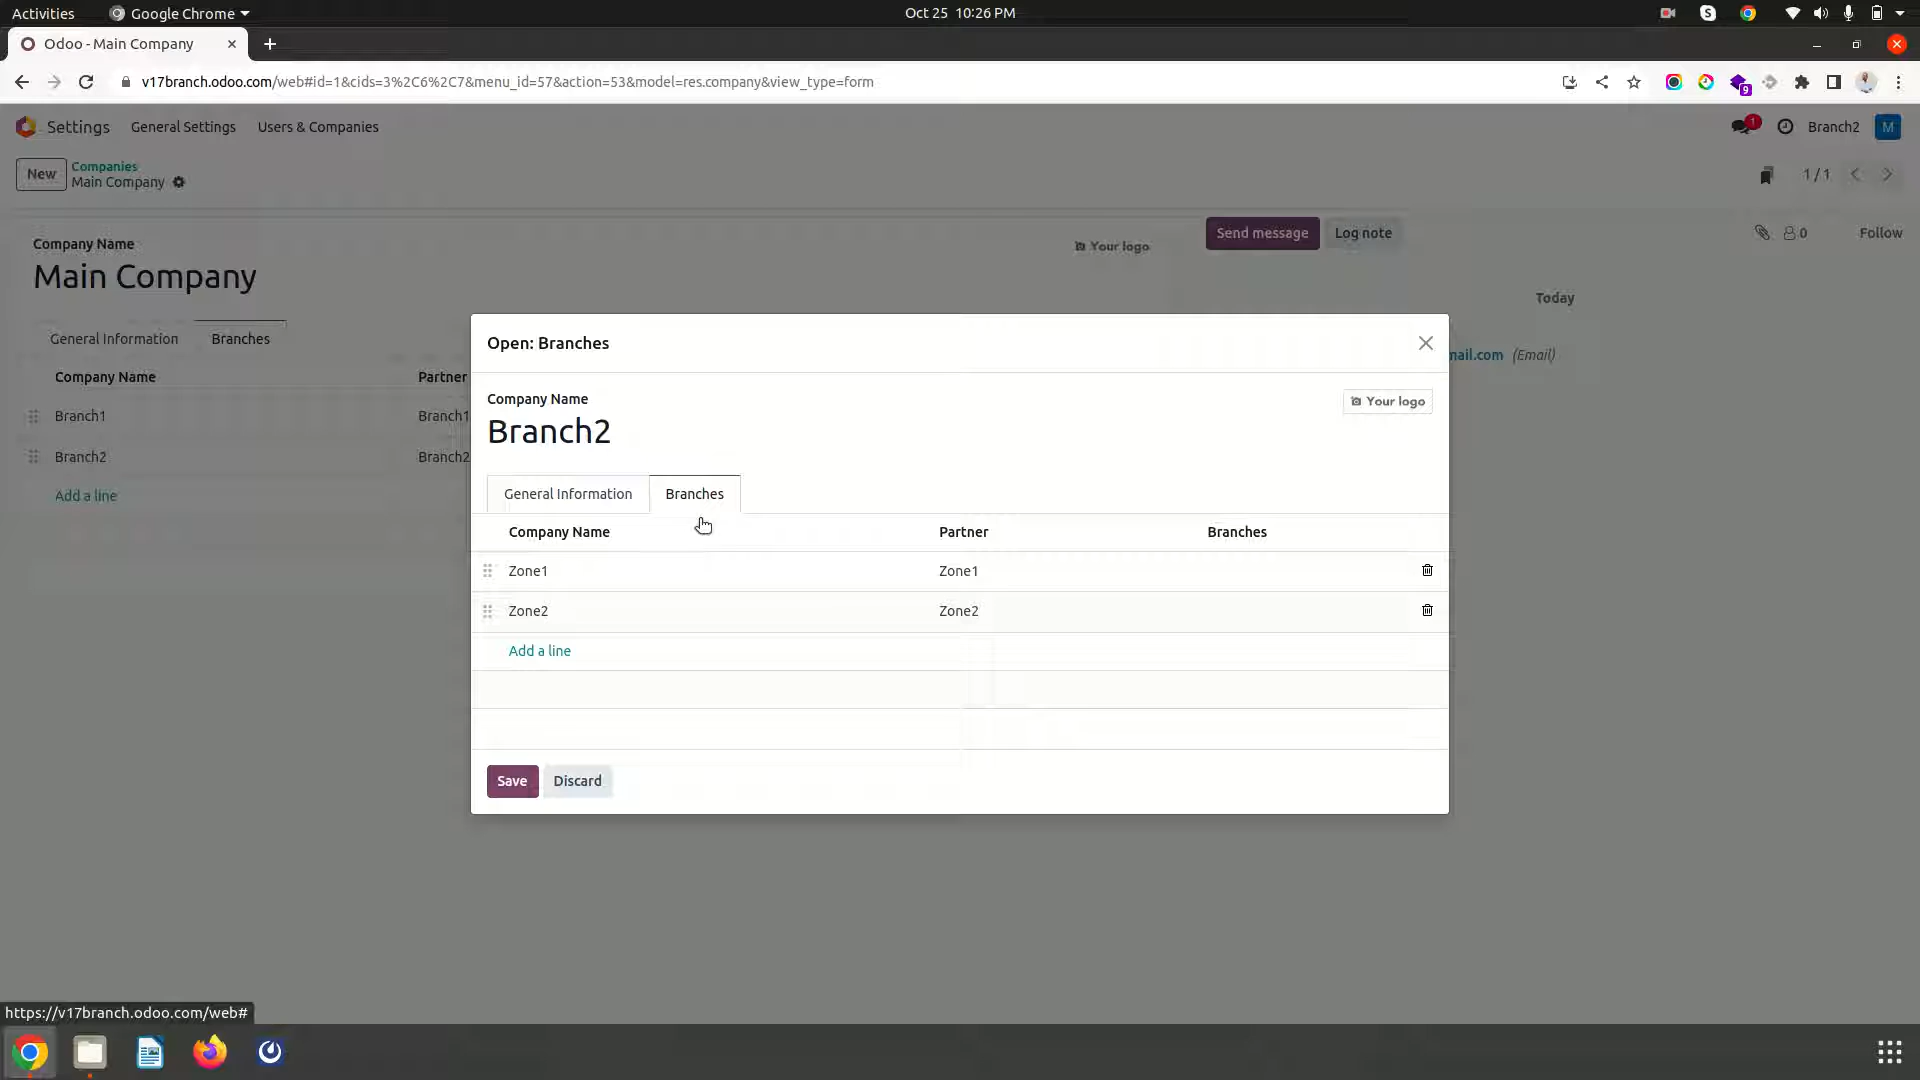 Activities
Google Chrome
Oct 25 10:26 PM
Odoo - Main Company
v17branch.odoo.com/web#id=1&cids=3%2C6%2C7&menu_id=57&action=53&model=res.company&view_type=form
9
Settings
General Settings
Users & Companies
1
Branch2
M
New
Companies
Main Company
1 / 1
Company Name
Main Company
Your logo
Send message
Log note
0
Follow
Today
General Information
Branches
Company Name
Partner
Branch1
Branch1
Branch2
Branch2
Add a line
mail.com (Email)
Open: Branches
Company Name
Branch2
Your logo
General Information
Branches
Company Name
Partner
Branches
Zone1
Zone1
Zone2
Zone2
Add a line
Save
Discard
https://v17branch.odoo.com/web#